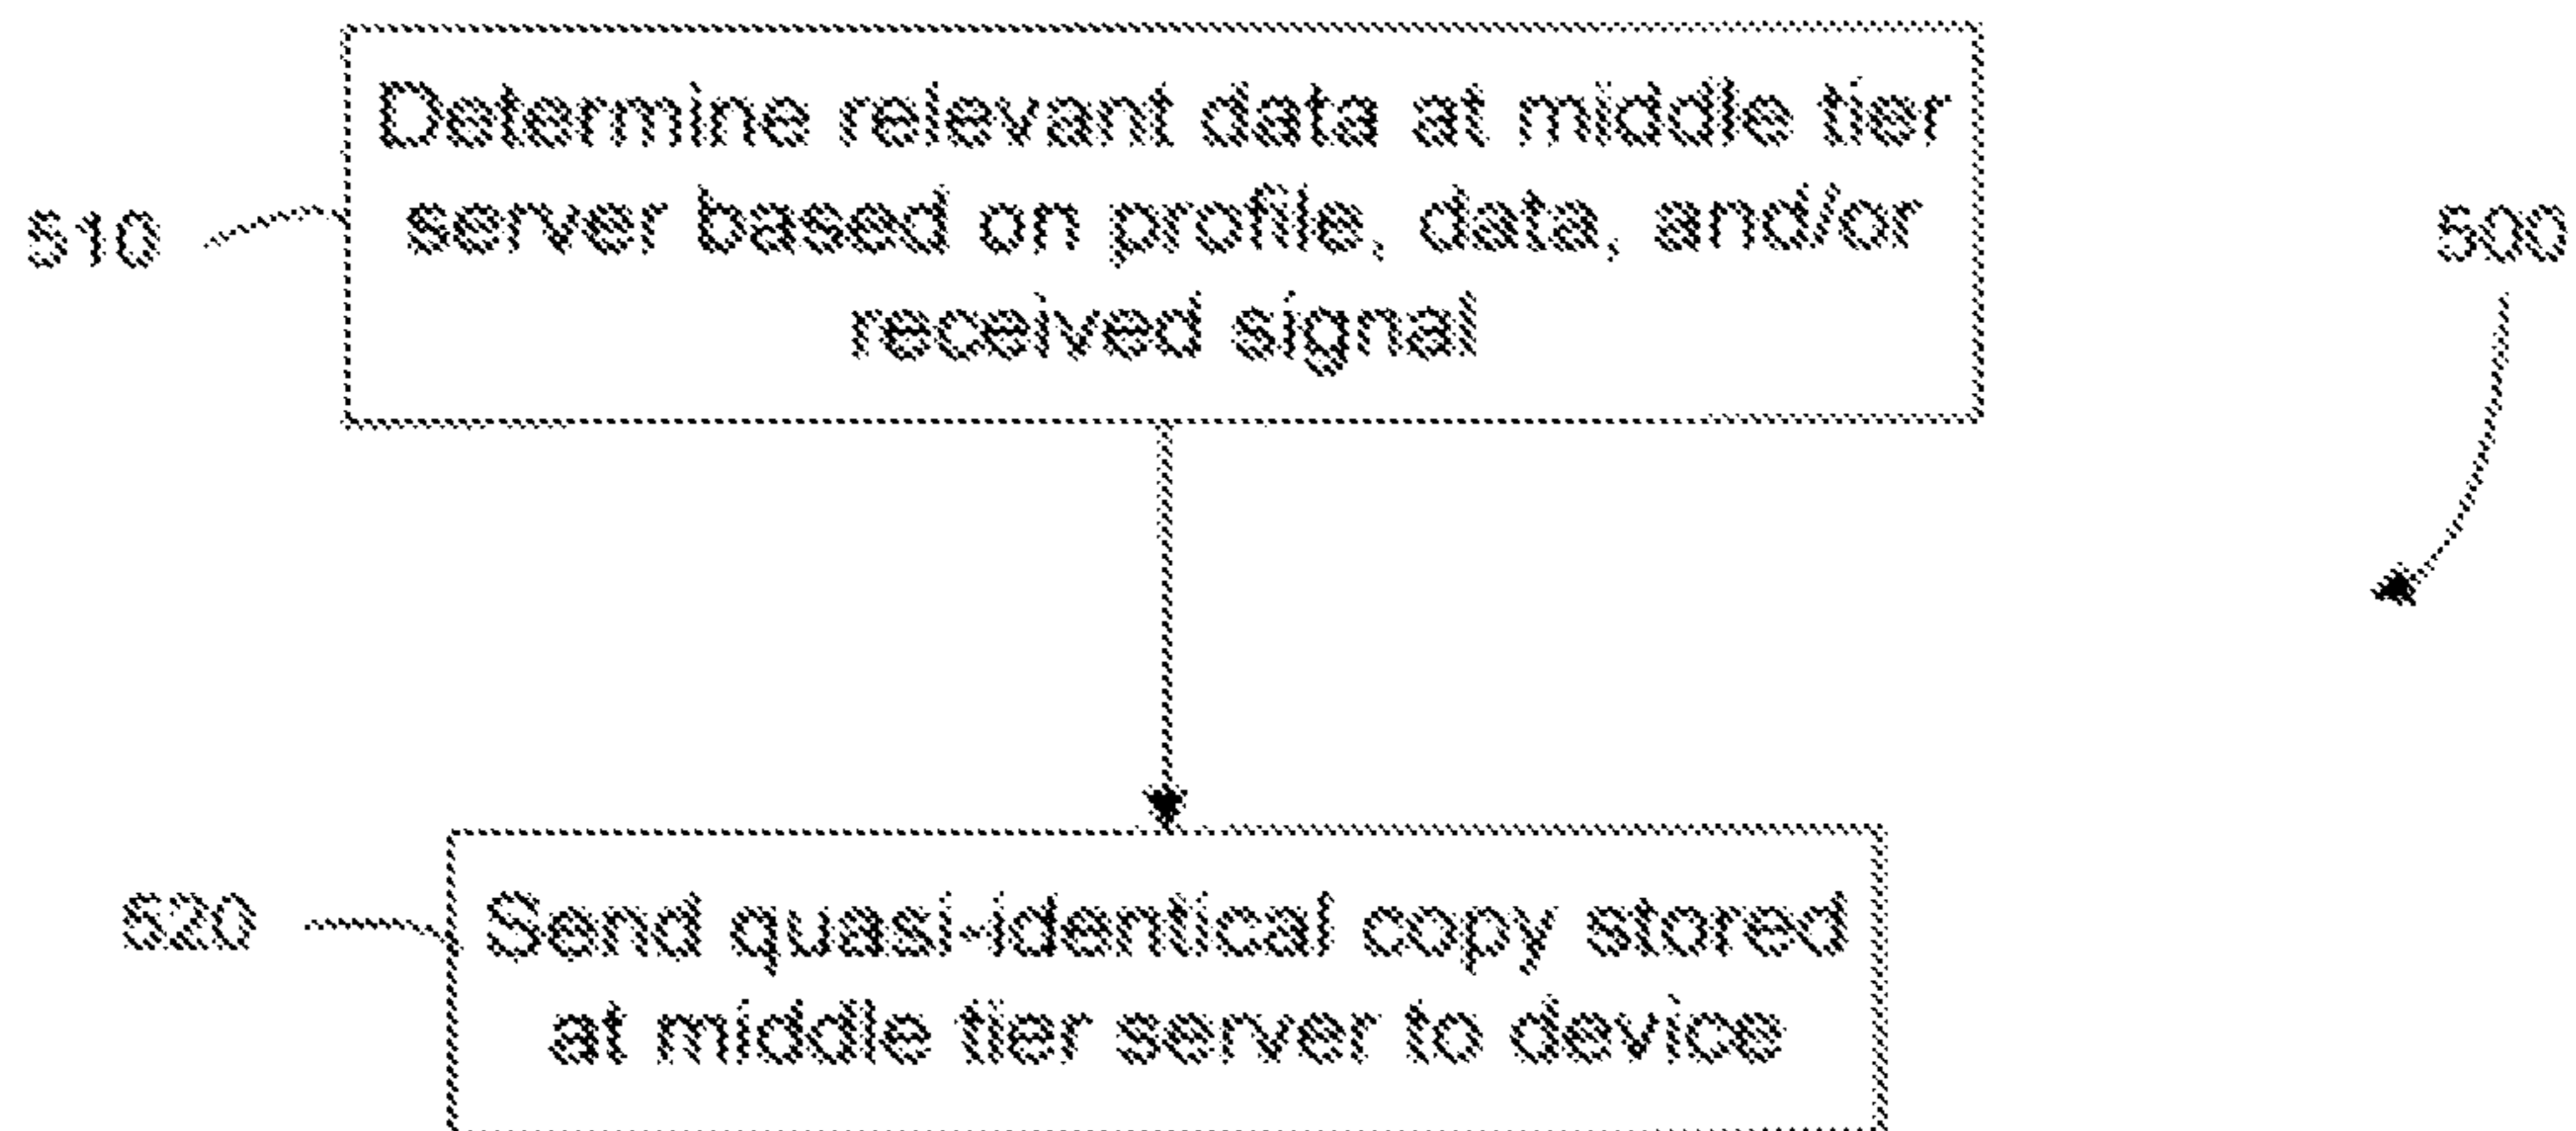 Determine relevant data at middle tier
server based on profile, data, and/or
received signal
510
500
520
Send quasi-identical copy stored
at middle tier server to device